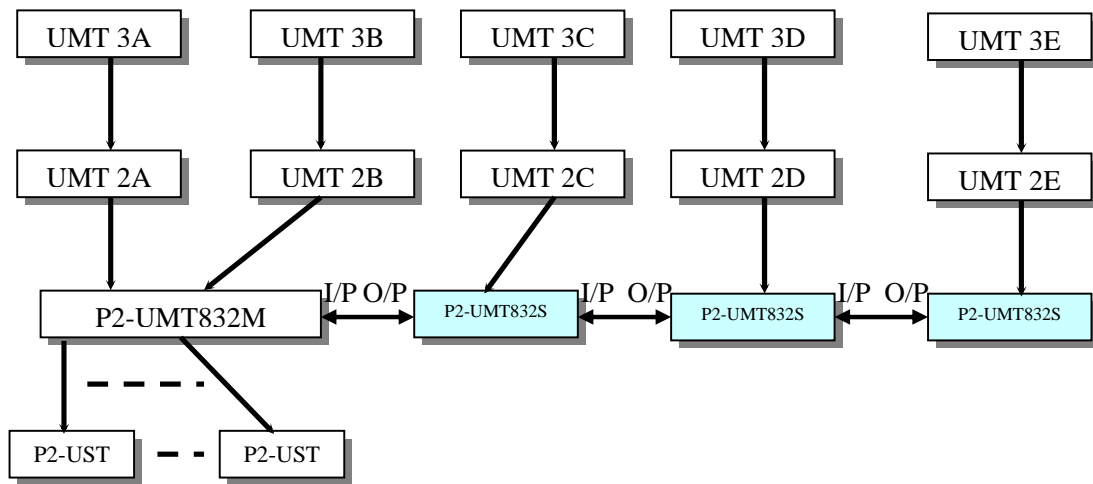 UMT 3A UMT 3B UMT 3C UMT 3D UMT 3E
UMT 2A UMT 2B UMT 2C UMT 2D UMT 2E
I/P O/P I/P O/P I/P O/P
P2-UMT832M P2-UMT832S P2-UMT832S P2-UMT832S
P2-UST P2-UST